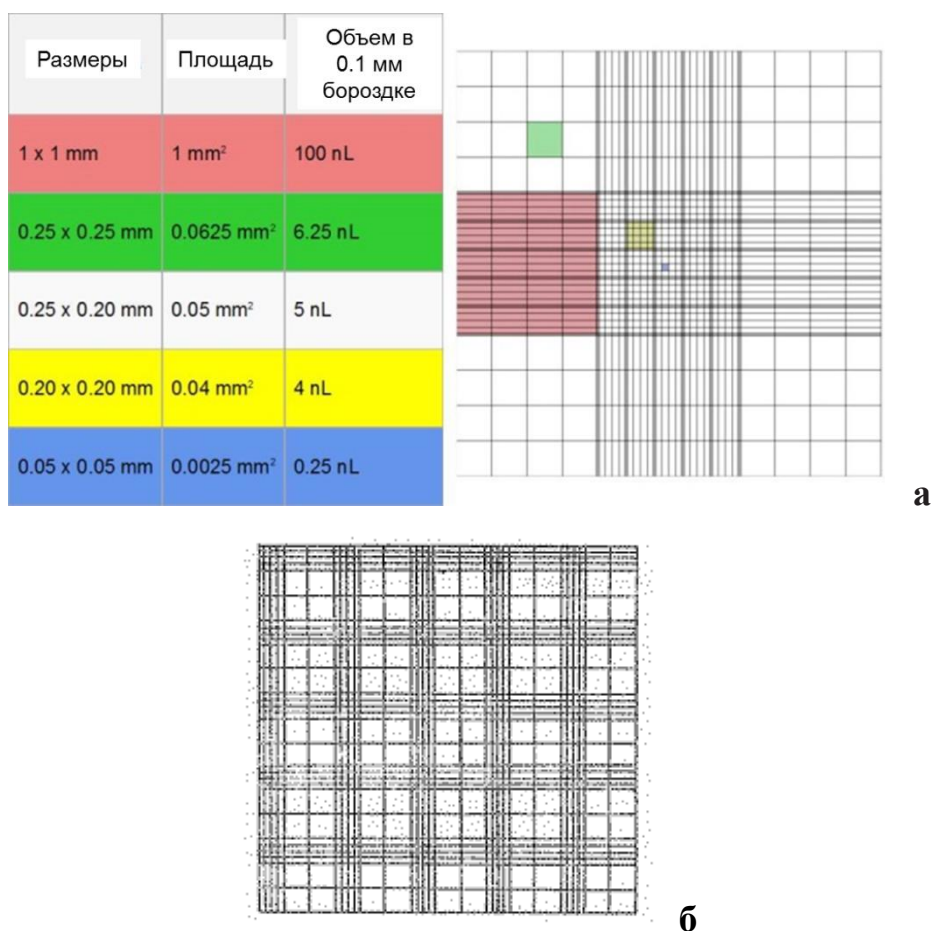 Размеры Площадь Объем в 0.1 мм бороздке
1 x 1 mm 1 mm² 100 nL
0.25 x 0.25 mm 0.0625 mm² 6.25 nL
0.25 x 0.20 mm 0.05 mm² 5 nL
0.20 x 0.20 mm 0.04 mm² 4 nL
0.05 x 0.05 mm 0.0025 mm² 0.25 nL
а
б